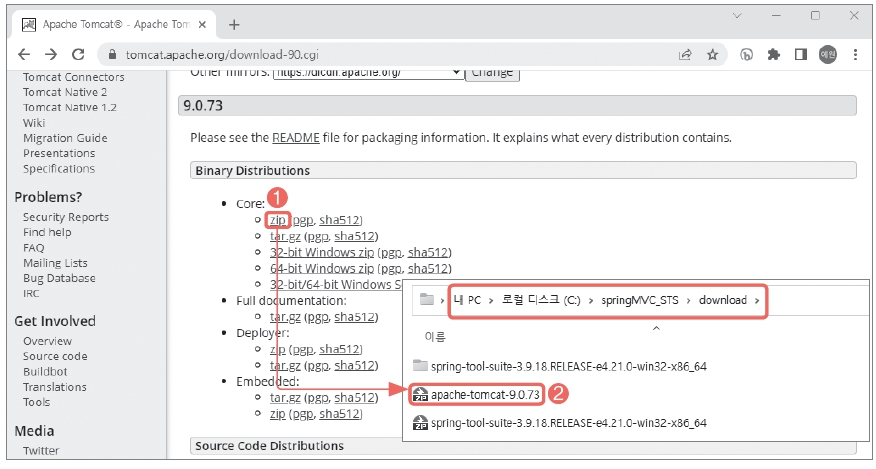 Apache Tomcat® - Apache Tom
tomcat.apache.org/download-90.cgi
예원
Tomcat Connectors
Tomcat Native 2
Tomcat Native 1.2
Wiki
Migration Guide
Presentations
Specifications
Problems?
Security Reports
Find help
FAQ
Mailing Lists
Bug Database
IRC
Get Involved
Overview
Source code
Buildbot
Translations
Tools
Media
Twitter
Other mirrors: https://dlcdn.apache.org/ Change
9.0.73
Please see the README file for packaging information. It explains what every distribution contains.
Binary Distributions
1
Core:
zip (pgp, sha512)
tar.gz (pgp, sha512)
32-bit Windows zip (pgp, sha512)
64-bit Windows zip (pgp, sha512)
32-bit/64-bit Windows S
Full documentation:
tar.gz (pgp, sha512)
Deployer:
zip (pgp, sha512)
tar.gz (pgp, sha512)
Embedded:
tar.gz (pgp, sha512)
zip (pgp, sha512)
Source Code Distributions
내 PC > 로컬 디스크 (C:) > springMVC_STS > download >
이름
spring-tool-suite-3.9.18.RELEASE-e4.21.0-win32-x86_64
ZIP apache-tomcat-9.0.73 2
ZIP spring-tool-suite-3.9.18.RELEASE-e4.21.0-win32-x86_64